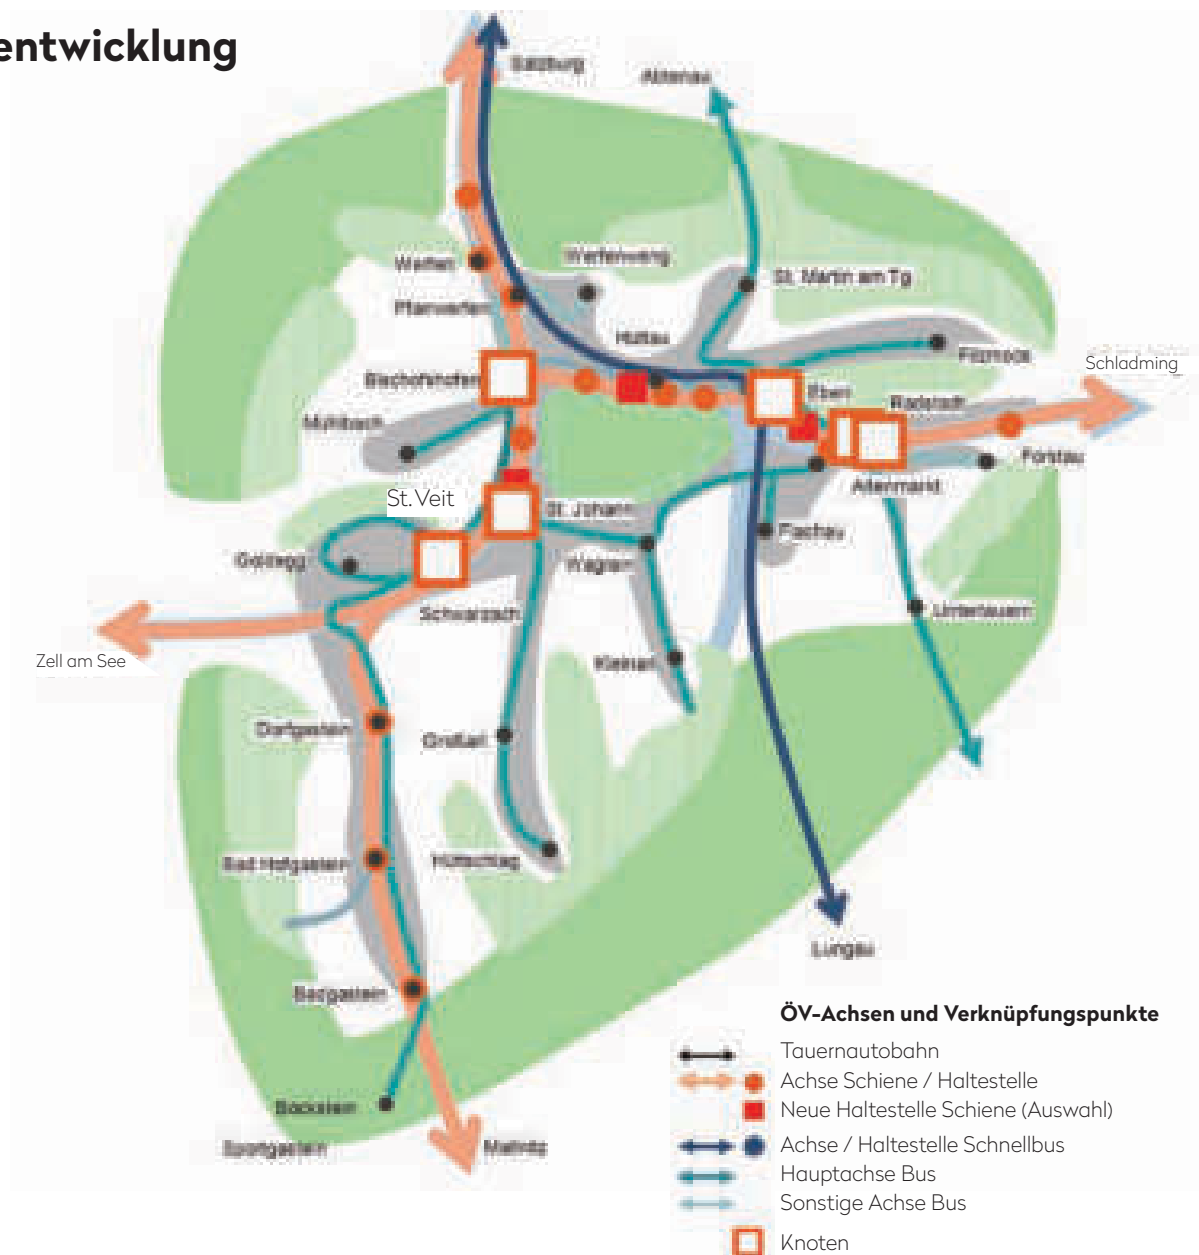 entwicklung
Salzburg
Abtenau
Werfenweng
Werfen
St. Martin am Tg
Pfarrwerfen
Hüttau
Filzmoos
Schladming
Bischofshofen
Eben
Radstadt
Mühlbach
Forstau
Altenmarkt
St. Veit
St. Johann
Flachau
Goldegg
Wagrain
Schwarzach
Untertauern
Zell am See
Kleinarl
Dorfgastein
Großarl
Bad Hofgastein
Hüttschlag
Lungau
Badgastein
ÖV-Achsen und Verknüpfungspunkte
Tauernautobahn
Achse Schiene / Haltestelle
Böckstein
Neue Haltestelle Schiene (Auswahl)
Sportgastein
Mallnitz
Achse / Haltestelle Schnellbus
Hauptachse Bus
Sonstige Achse Bus
Knoten